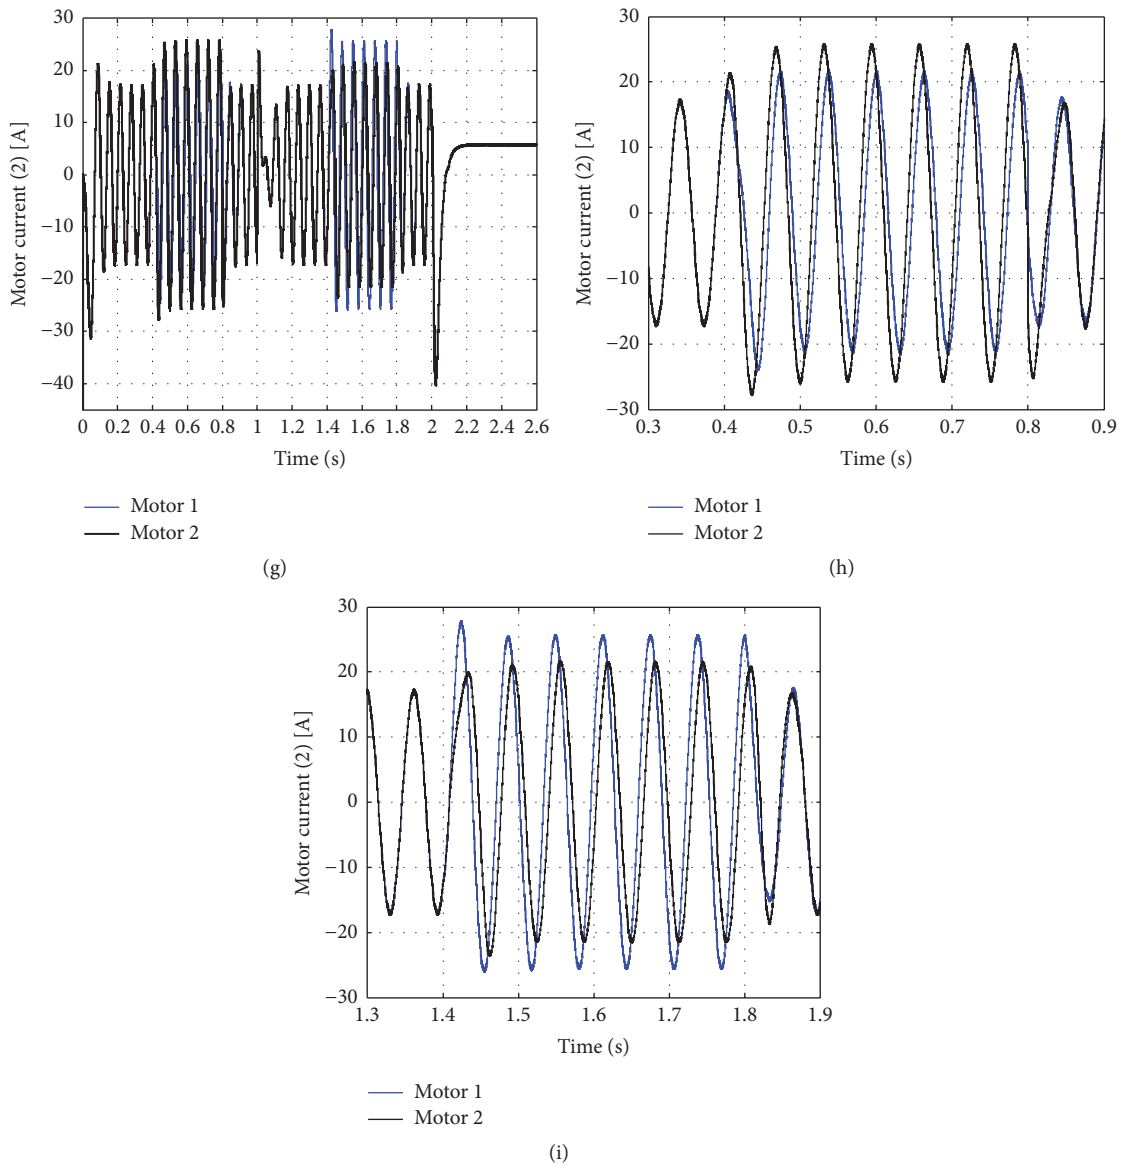 30
20
10
0
−10
−20
−30
−40
Motor current (2) [A]
0 0.2 0.4 0.6 0.8 1 1.2 1.4 1.6 1.8 2 2.2 2.4 2.6
Time (s)
Motor 1
Motor 2
(g)
30
20
10
0
−10
−20
−30
Motor current (2) [A]
0.3 0.4 0.5 0.6 0.7 0.8 0.9
Time (s)
Motor 1
Motor 2
(h)
30
20
10
0
−10
−20
−30
Motor current (2) [A]
1.3 1.4 1.5 1.6 1.7 1.8 1.9
Time (s)
Motor 1
Motor 2
(i)